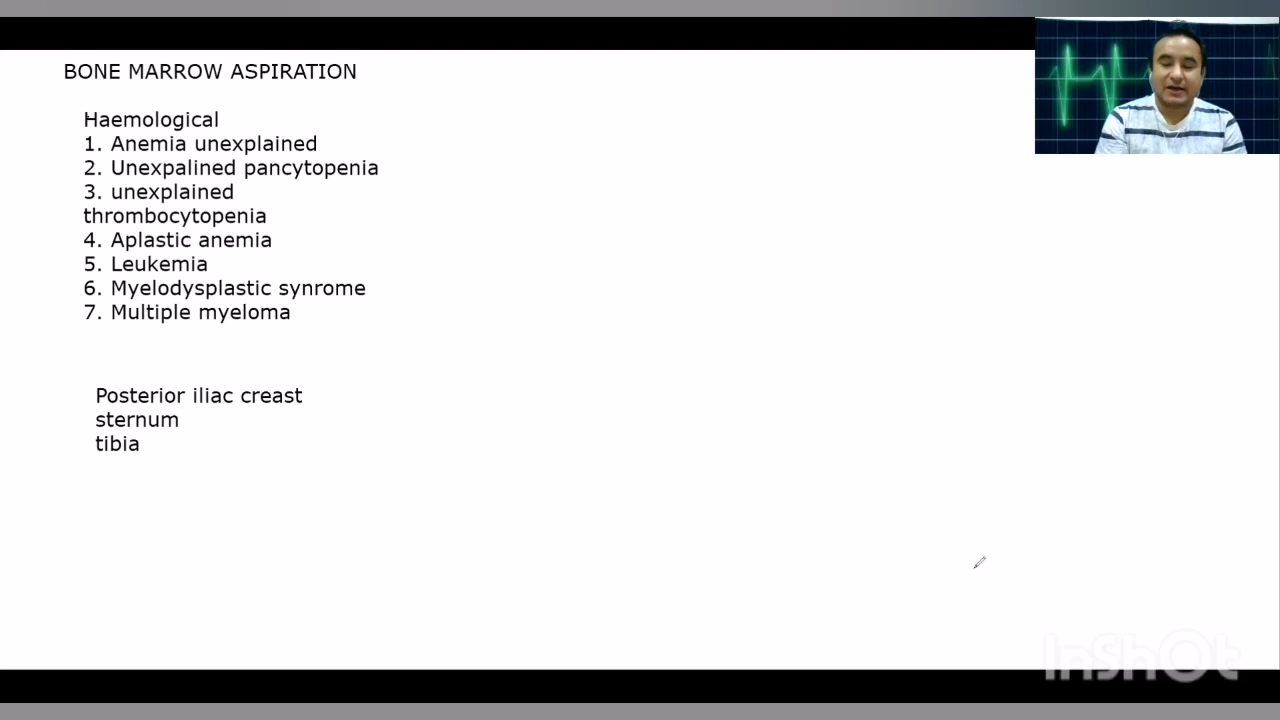 BONE MARROW ASPIRATION
Haemological
1. Anemia unexplained
2. Unexpalined pancytopenia
3. unexplained
thrombocytopenia
4. Aplastic anemia
5. Leukemia
6. Myelodysplastic synrome
7. Multiple myeloma
Posterior iliac creast
sternum
tibia
InShOt